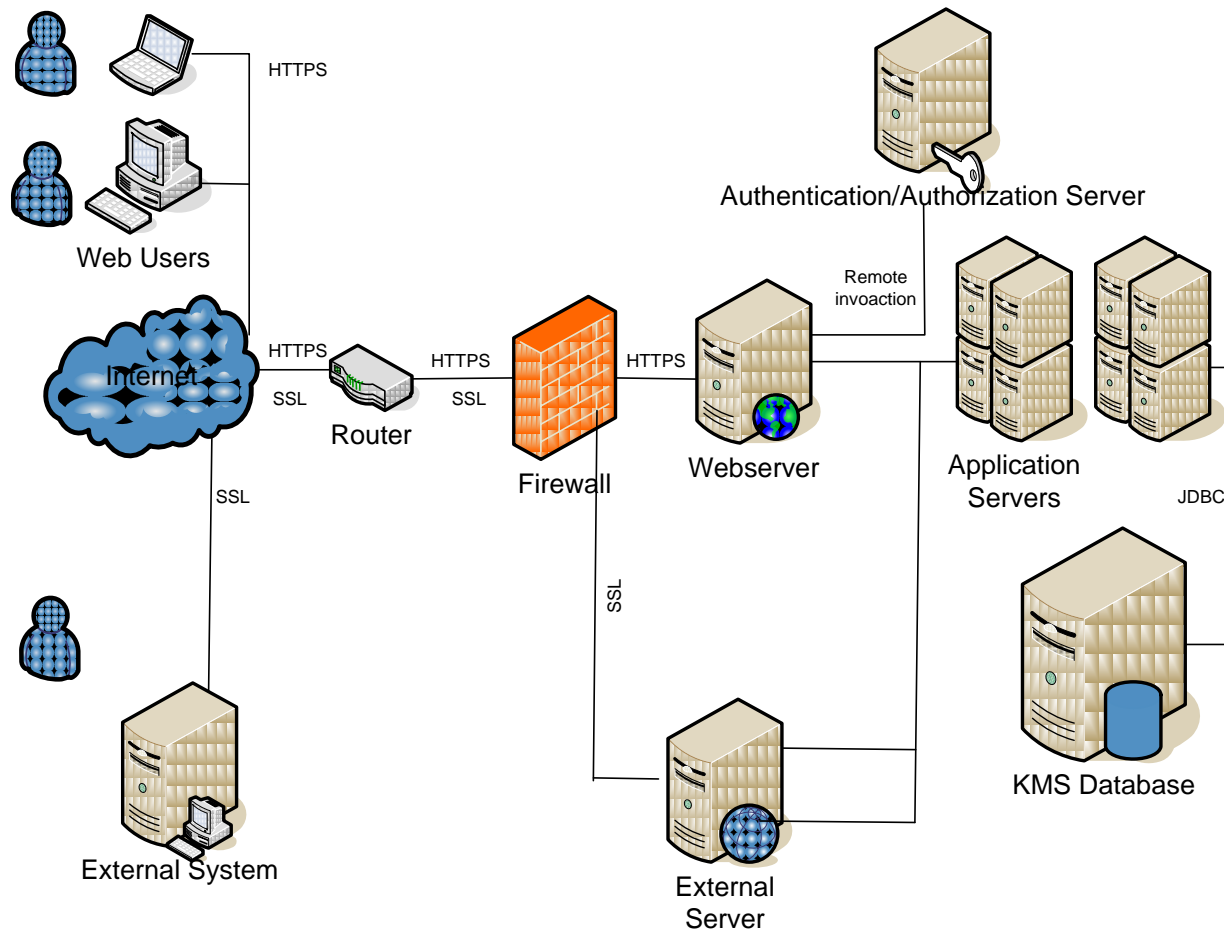 HTTPS
Authentication/Authorization Server
Web Users
Remote
invoaction
Internet
HTTPS
SSL
Router
HTTPS
SSL
Firewall
HTTPS
Webserver
Application
Servers
JDBC
SSL
SSL
KMS Database
External System
External
Server